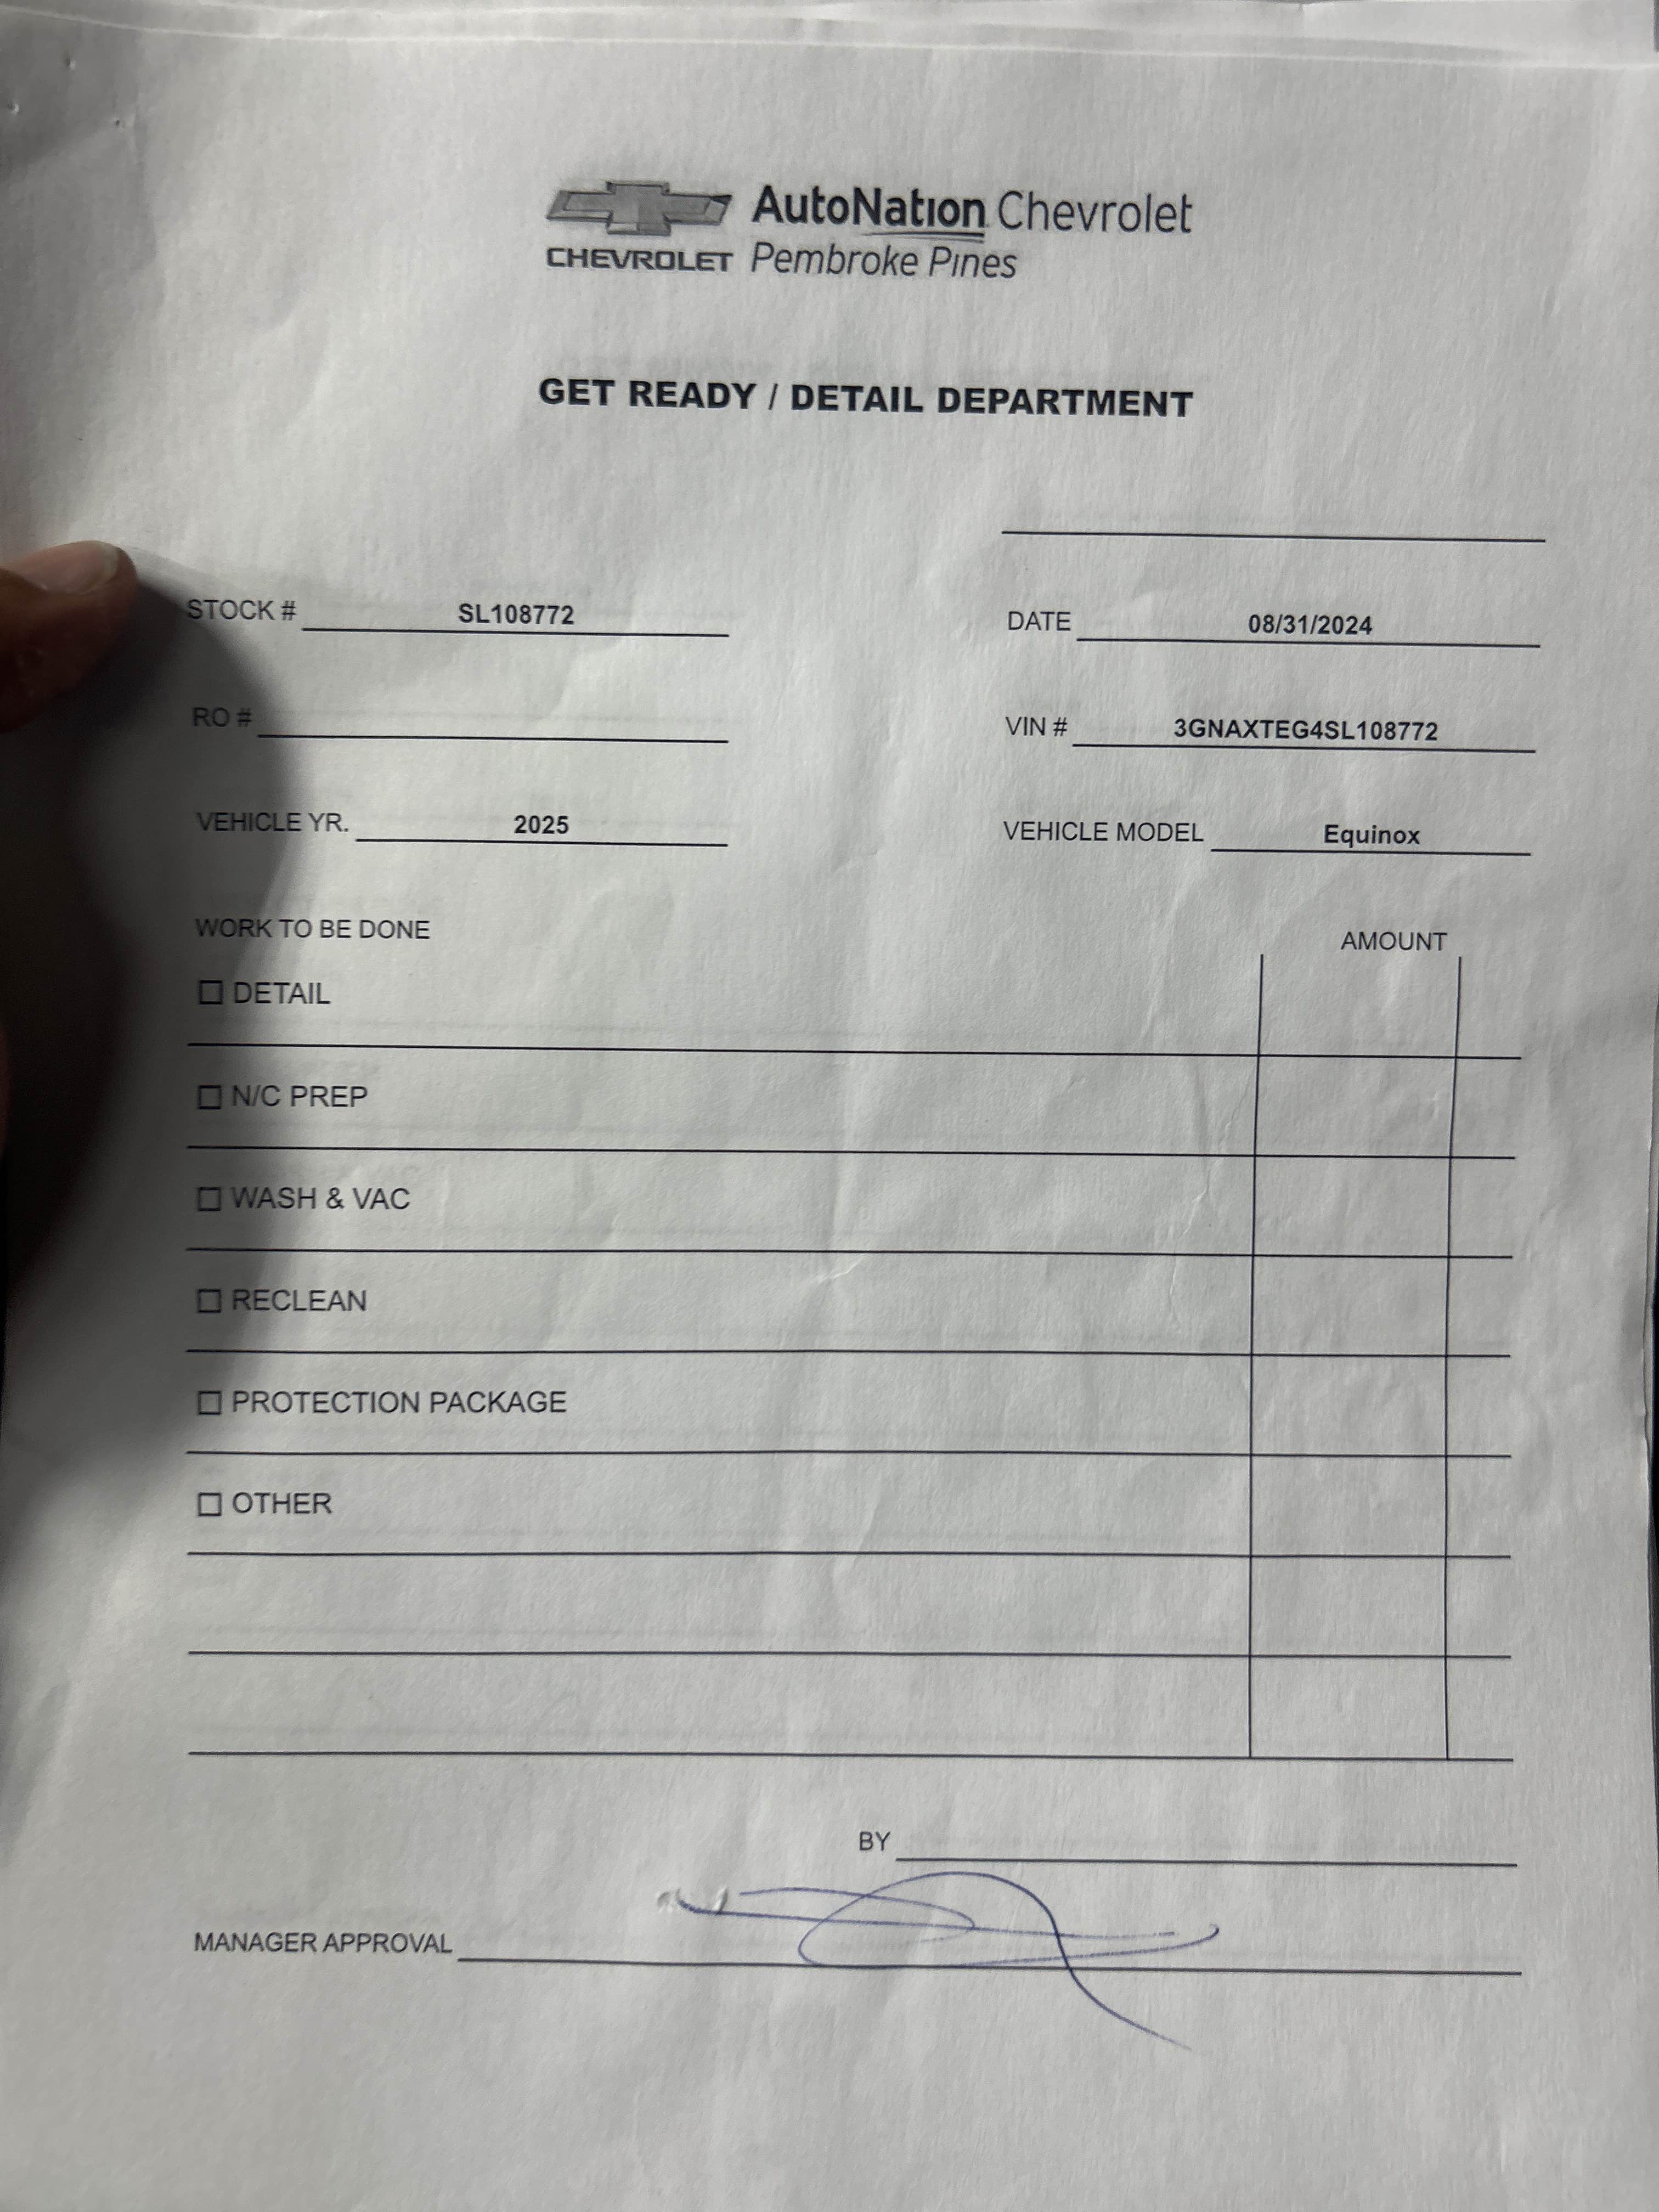 AutoNation Chevrolet
CHEVROLET Pembroke Pines
GET READY / DETAIL DEPARTMENT
STOCK # SL108772
DATE 08/31/2024
RO #
VIN # 3GNAXTEG4SL108772
VEHICLE YR. 2025
VEHICLE MODEL Equinox
WORK TO BE DONE
AMOUNT
DETAIL
N/C PREP
WASH & VAC
RECLEAN
PROTECTION PACKAGE
OTHER
BY
MANAGER APPROVAL